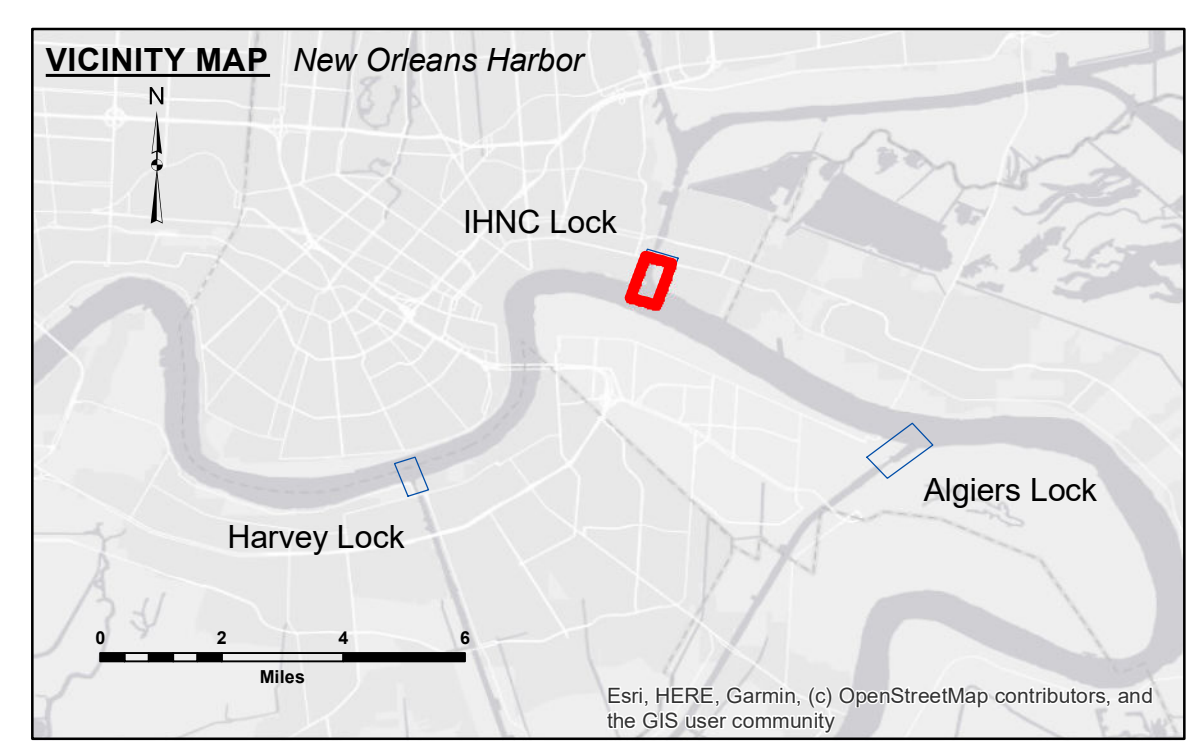 VICINITY MAP New Orleans Harbor
N
IHNC Lock
Algiers Lock
Harvey Lock
0 2 4 6
Miles
Esri, HERE, Garmin, (c) OpenStreetMap contributors, and
the GIS user community